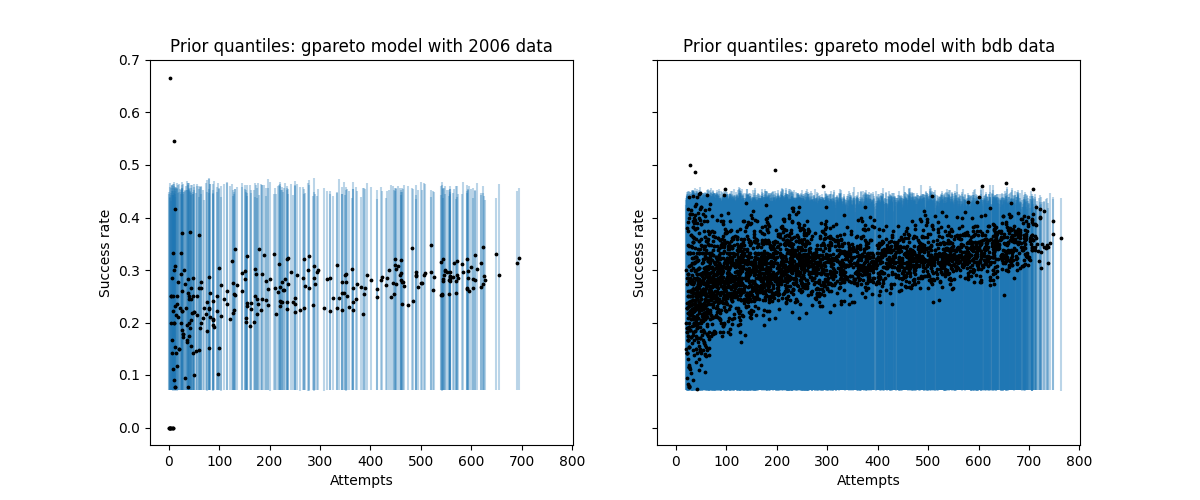 Prior quantiles: gpareto model with 2006 data
0.7
0.6
0.5
0.4
0.3
0.2
0.1
0.0
Success rate
0 100 200 300 400 500 600 700 800
Attempts
Prior quantiles: gpareto model with bdb data
Success rate
0 100 200 300 400 500 600 700 800
Attempts